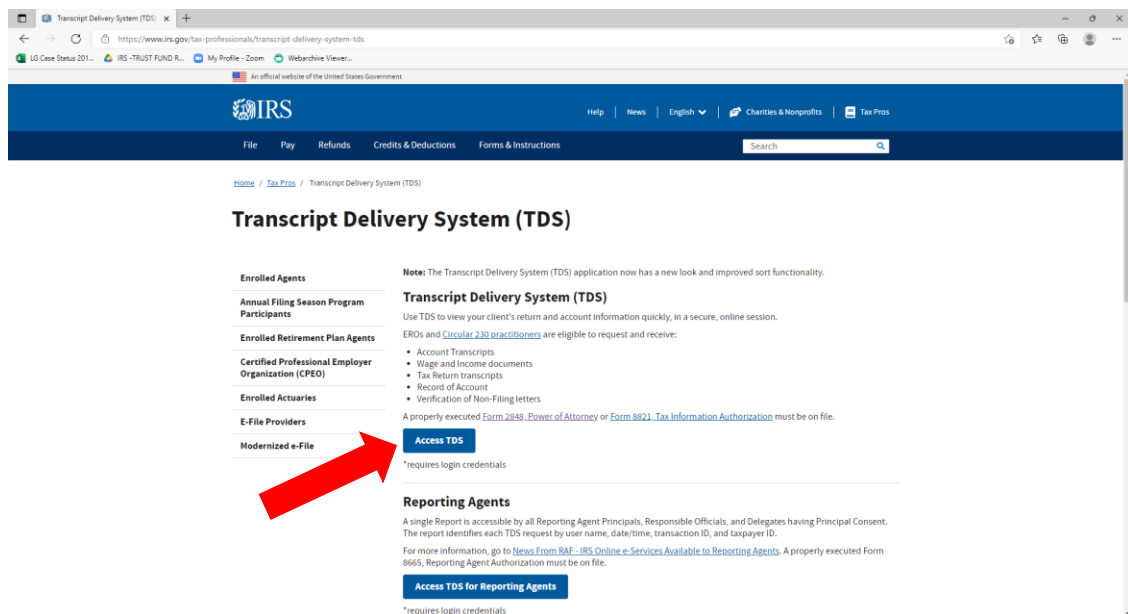 Transcript Delivery System (TDS)
https://www.irs.gov/tax-professionals/transcript-delivery-system-tds
LG Case Status 201... IRS -TRUST FUND R... My Profile - Zoom Webarchive Viewer...
An official website of the United States Government
IRS
Help News English Charities & Nonprofits Tax Pros
File Pay Refunds Credits & Deductions Forms & Instructions Search
Home / Tax Pros / Transcript Delivery System (TDS)
Transcript Delivery System (TDS)
Enrolled Agents
Annual Filing Season Program
Participants
Enrolled Retirement Plan Agents
Certified Professional Employer
Organization (CPEO)
Enrolled Actuaries
E-File Providers
Modernized e-File
Note: The Transcript Delivery System (TDS) application now has a new look and improved sort functionality.
Transcript Delivery System (TDS)
Use TDS to view your client's return and account information quickly, in a secure, online session.
EROs and Circular 230 practitioners are eligible to request and receive:
• Account Transcripts
• Wage and Income documents
• Tax Return transcripts
• Record of Account
• Verification of Non-Filing letters
A properly executed Form 2848, Power of Attorney or Form 8821, Tax Information Authorization must be on file.
Access TDS
*requires login credentials
Reporting Agents
A single Report is accessible by all Reporting Agent Principals, Responsible Officials, and Delegates having Principal Consent.
The report identifies each TDS request by user name, date/time, transaction ID, and taxpayer ID.
For more information, go to News From RAF - IRS Online e-Services Available to Reporting Agents. A properly executed Form
8665, Reporting Agent Authorization must be on file.
Access TDS for Reporting Agents
*requires login credentials